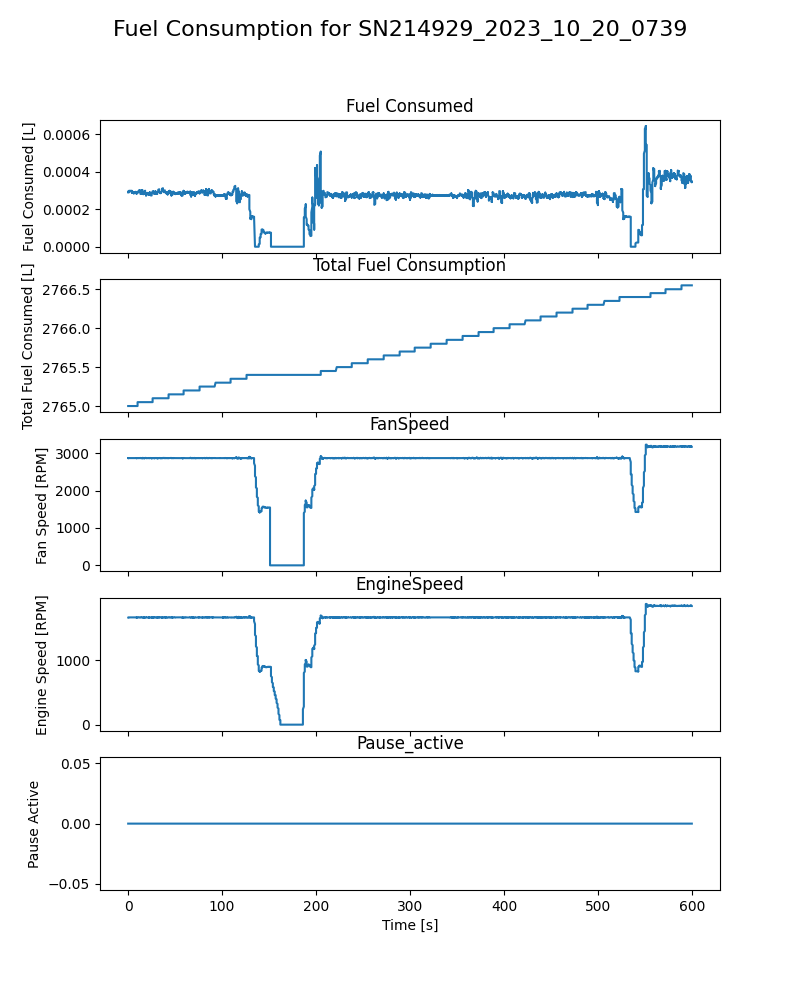 Fuel Consumption for SN214929_2023_10_20_0739
Fuel Consumed
Fuel Consumed [L]
0.0006
0.0004
0.0002
0.0000
Total Fuel Consumption
Total Fuel Consumed [L]
2766.5
2766.0
2765.5
2765.0
FanSpeed
Fan Speed [RPM]
3000
2000
1000
0
EngineSpeed
Engine Speed [RPM]
1000
0
Pause_active
Pause Active
0.05
0.00
−0.05
0 100 200 300 400 500 600
Time [s]